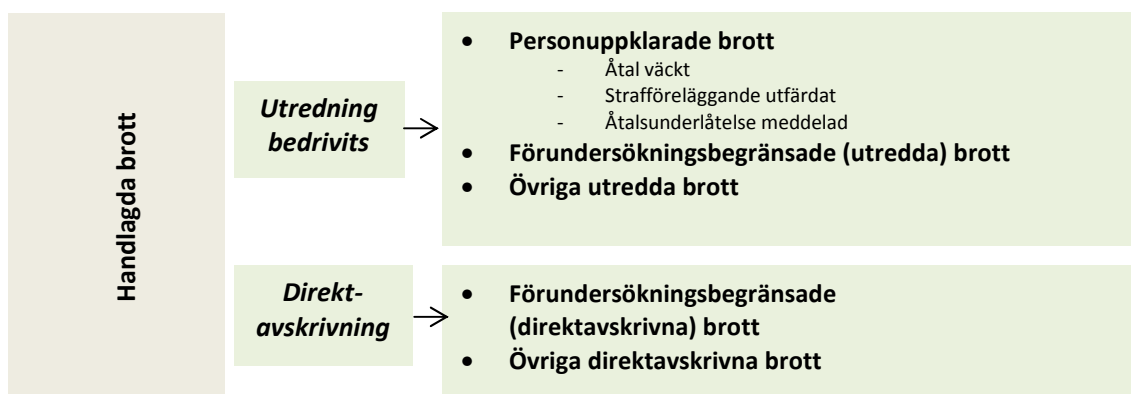 Handlagda brott
Utredning
bedrivits
• Personuppklarade brott
- Åtal väckt
- Strafföreläggande utfärdat
- Åtalsunderlåtelse meddelad
• Förundersökningsbegränsade (utredda) brott
• Övriga utredda brott
Direkt-
avskrivning
• Förundersökningsbegränsade
(direktavskrivna) brott
• Övriga direktavskrivna brott